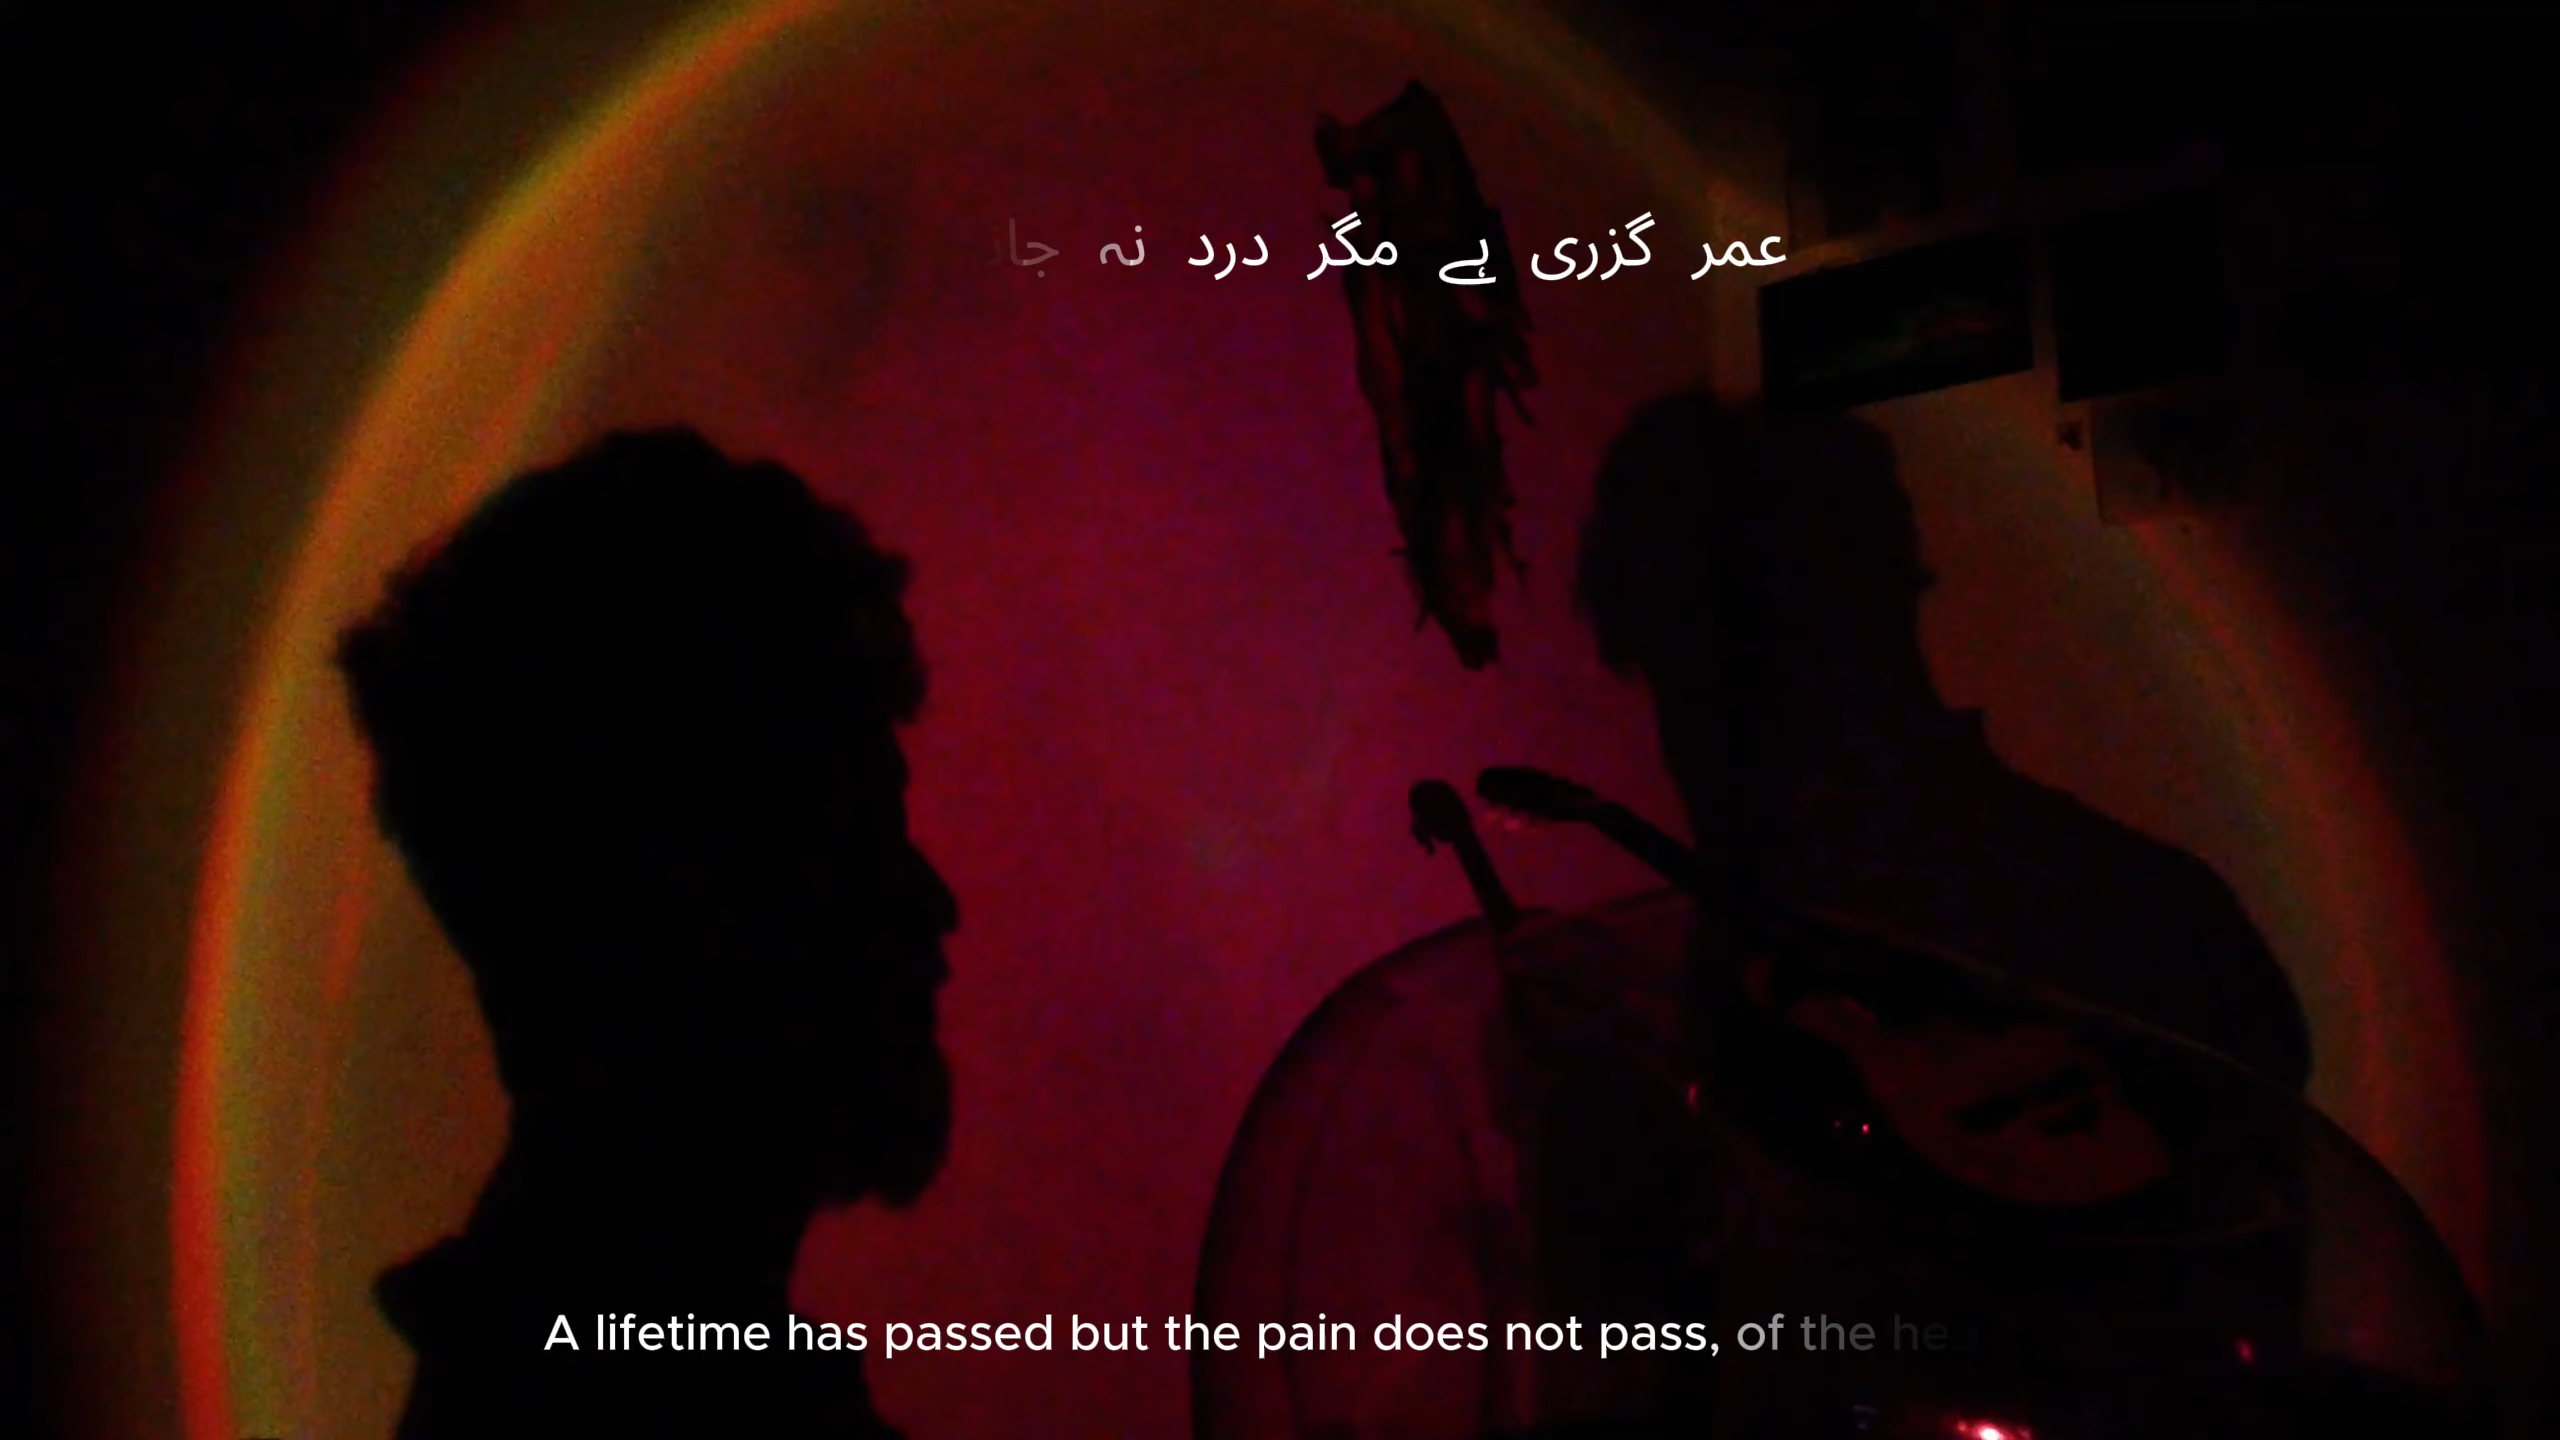 عمر گزری ہے مگر درد نہ
A lifetime has passed but the pain does not pass, of the